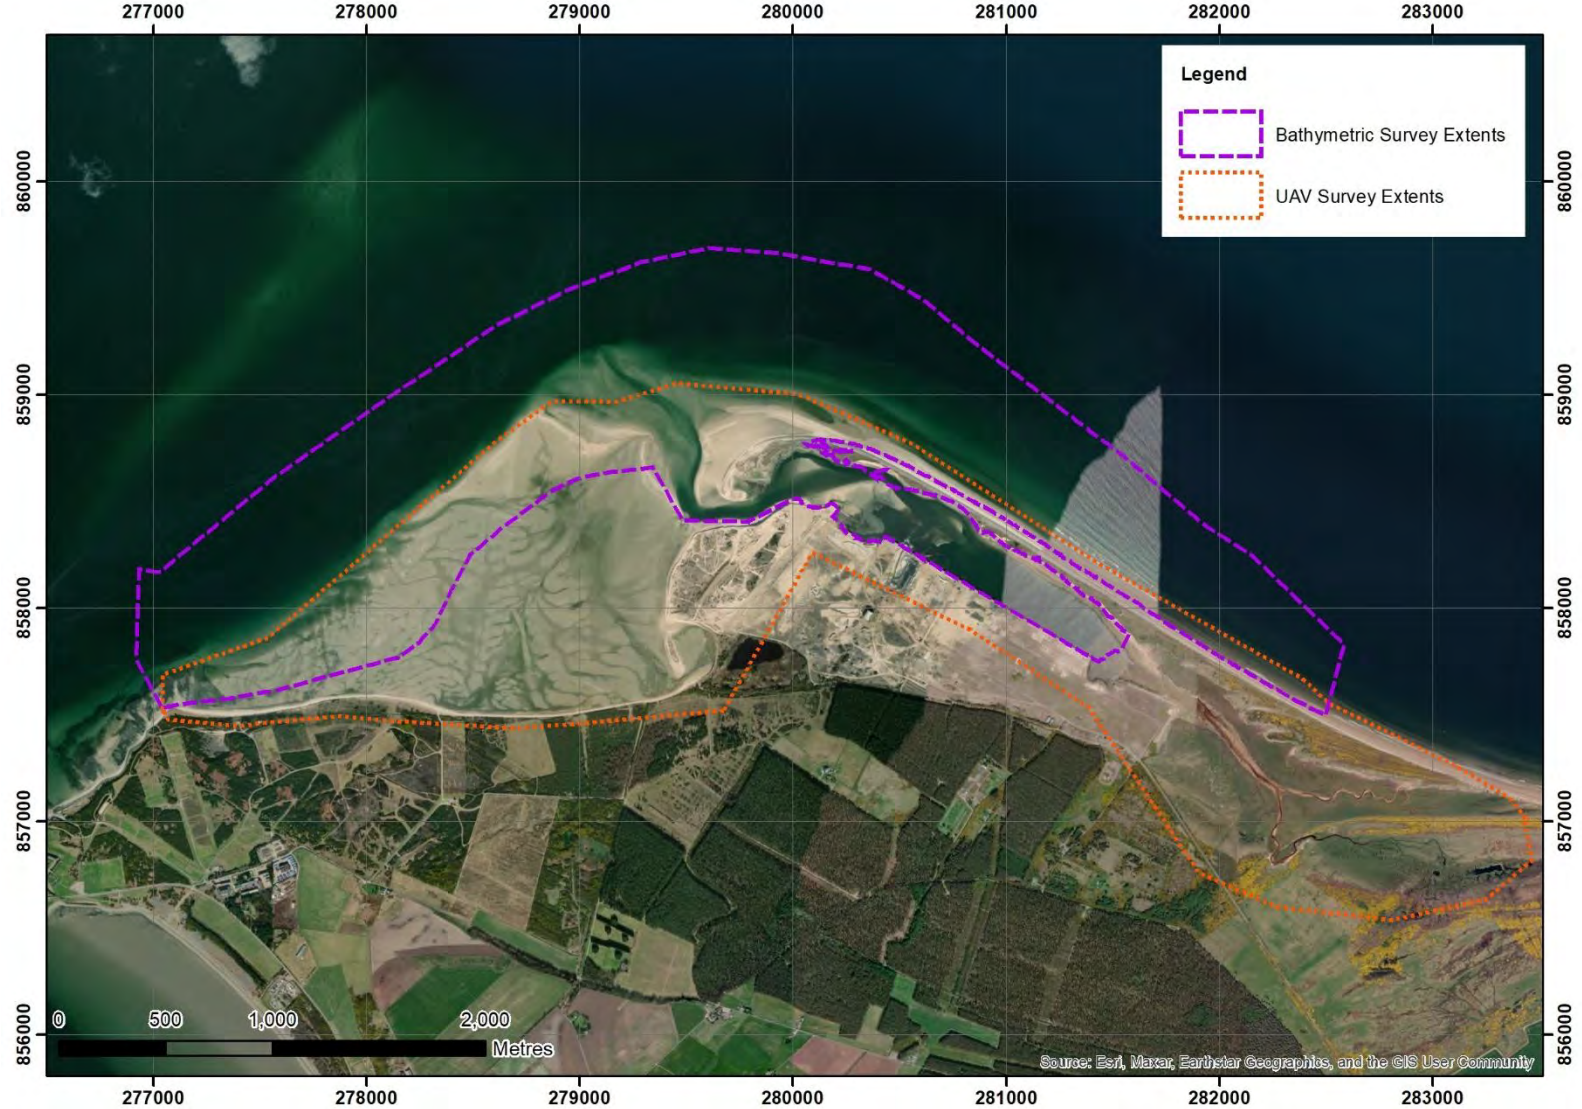 277000 278000 279000 280000 281000 282000 283000
Legend
Bathymetric Survey Extents
UAV Survey Extents
860000 860000
859000 859000
858000 858000
857000 857000
856000 856000
0 500 1,000 2,000
Metres
Source: Esri, Maxar, Earthstar Geographics, and the GIS User Community
277000 278000 279000 280000 281000 282000 283000